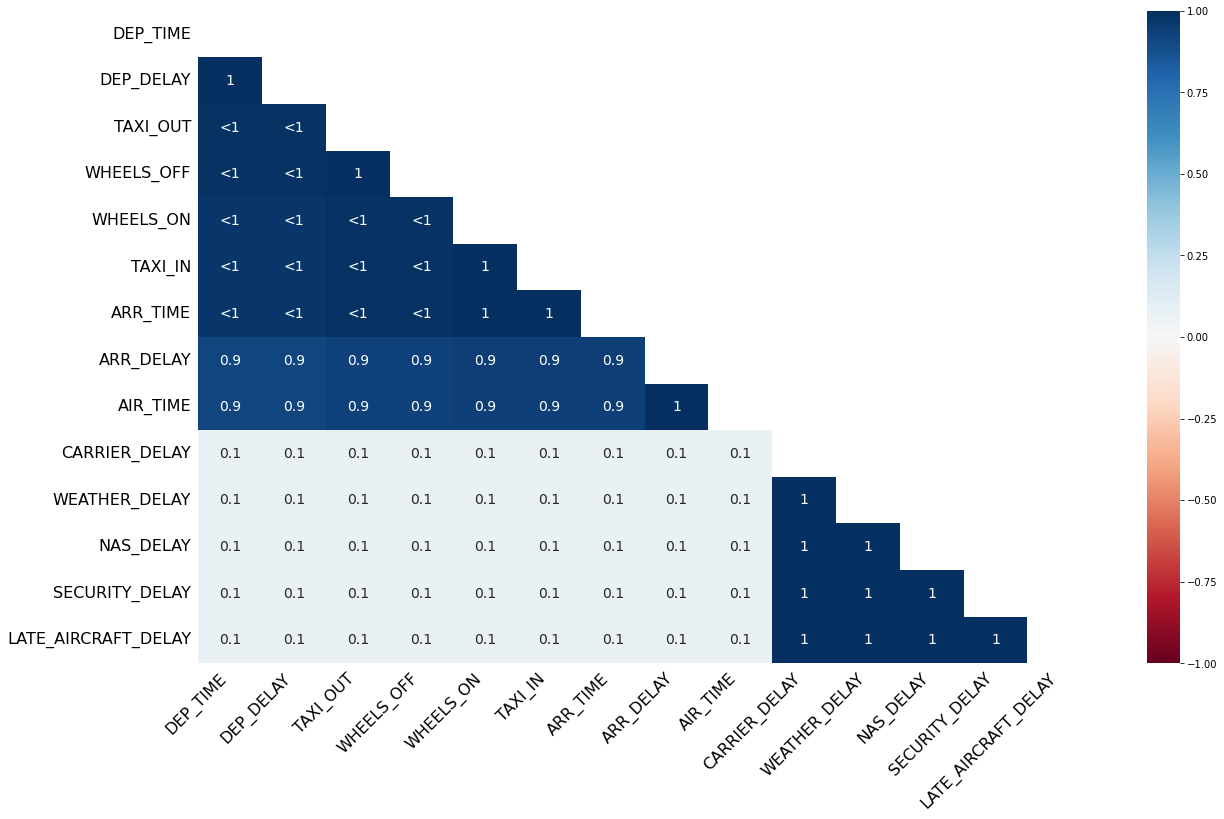 DEP_TIME
DEP_DELAY 1
TAXI_OUT <1 <1
WHEELS_OFF <1 <1 1
WHEELS_ON <1 <1 <1 <1
TAXI_IN <1 <1 <1 <1 1
ARR_TIME <1 <1 <1 <1 1 1
ARR_DELAY 0.9 0.9 0.9 0.9 0.9 0.9 0.9
AIR_TIME 0.9 0.9 0.9 0.9 0.9 0.9 0.9 1
CARRIER_DELAY 0.1 0.1 0.1 0.1 0.1 0.1 0.1 0.1 0.1
WEATHER_DELAY 0.1 0.1 0.1 0.1 0.1 0.1 0.1 0.1 0.1 1
NAS_DELAY 0.1 0.1 0.1 0.1 0.1 0.1 0.1 0.1 0.1 1 1
SECURITY_DELAY 0.1 0.1 0.1 0.1 0.1 0.1 0.1 0.1 0.1 1 1 1
LATE_AIRCRAFT_DELAY 0.1 0.1 0.1 0.1 0.1 0.1 0.1 0.1 0.1 1 1 1 1
DEP_TIME DEP_DELAY TAXI_OUT WHEELS_OFF WHEELS_ON TAXI_IN ARR_TIME ARR_DELAY AIR_TIME CARRIER_DELAY WEATHER_DELAY NAS_DELAY SECURITY_DELAY LATE_AIRCRAFT_DELAY
1.00
0.75
0.50
0.25
0.00
−0.25
−0.50
−0.75
−1.00